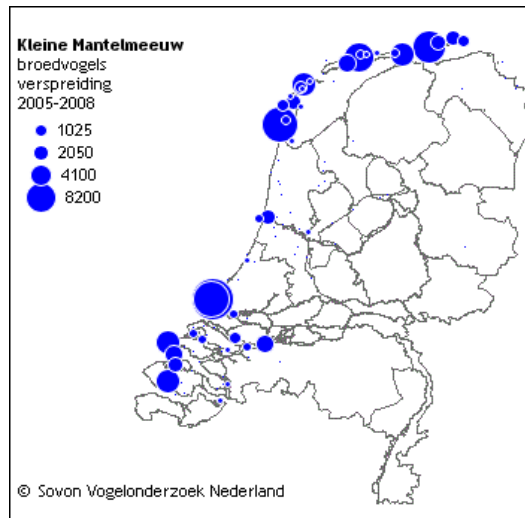 Kleine Mantelmeeuw
broedvogels
verspreiding
2005-2008
1025
2050
4100
8200
© Sovon Vogelonderzoek Nederland